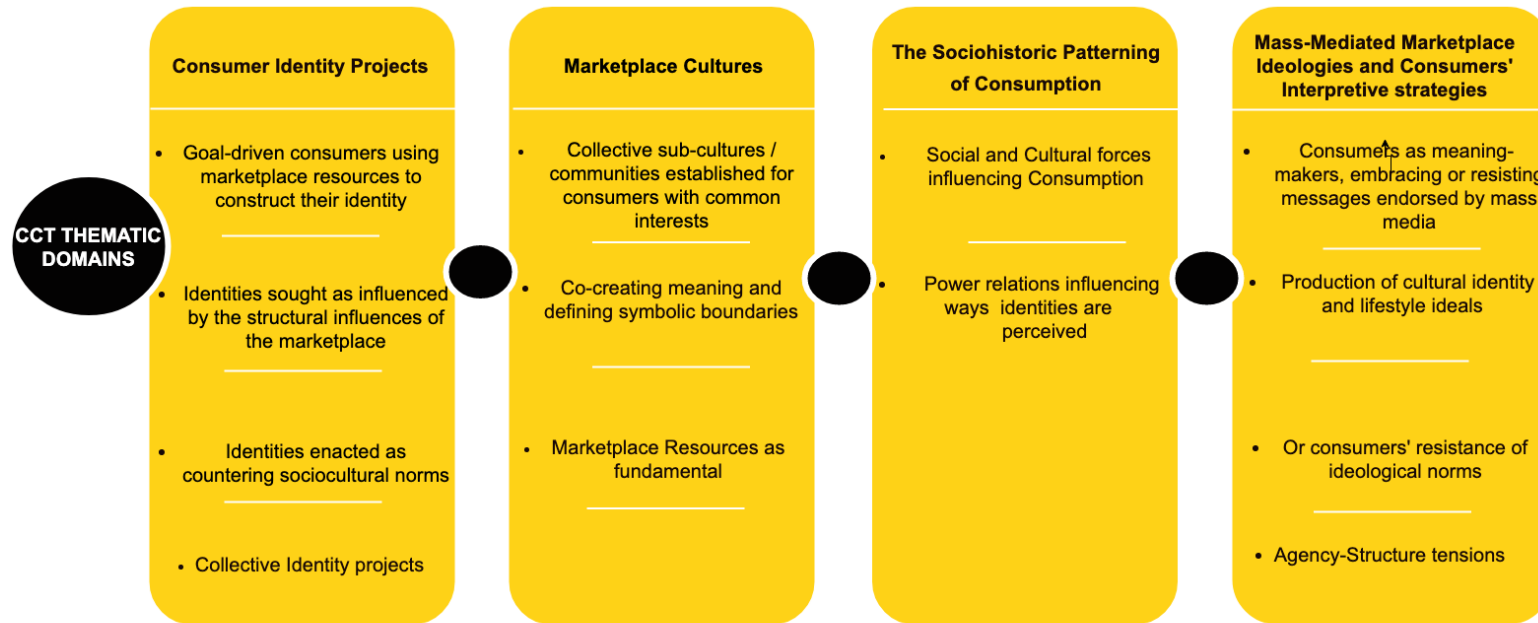 CCT THEMATIC
DOMAINS
Consumer Identity Projects
• Goal-driven consumers using
marketplace resources to
construct their identity
• Identities sought as influenced
by the structural influences of
the marketplace
• Identities enacted as
countering sociocultural norms
• Collective Identity projects
Marketplace Cultures
• Collective sub-cultures /
communities established for
consumers with common
interests
• Co-creating meaning and
defining symbolic boundaries
• Marketplace Resources as
fundamental
The Sociohistoric Patterning
of Consumption
• Social and Cultural forces
influencing Consumption
• Power relations influencing
ways identities are
perceived
Mass-Mediated Marketplace
Ideologies and Consumers'
Interpretive strategies
• Consumers as meaning-
makers, embracing or resisting
messages endorsed by mass
media
• Production of cultural identity
and lifestyle ideals
• Or consumers' resistance of
ideological norms
• Agency-Structure tensions